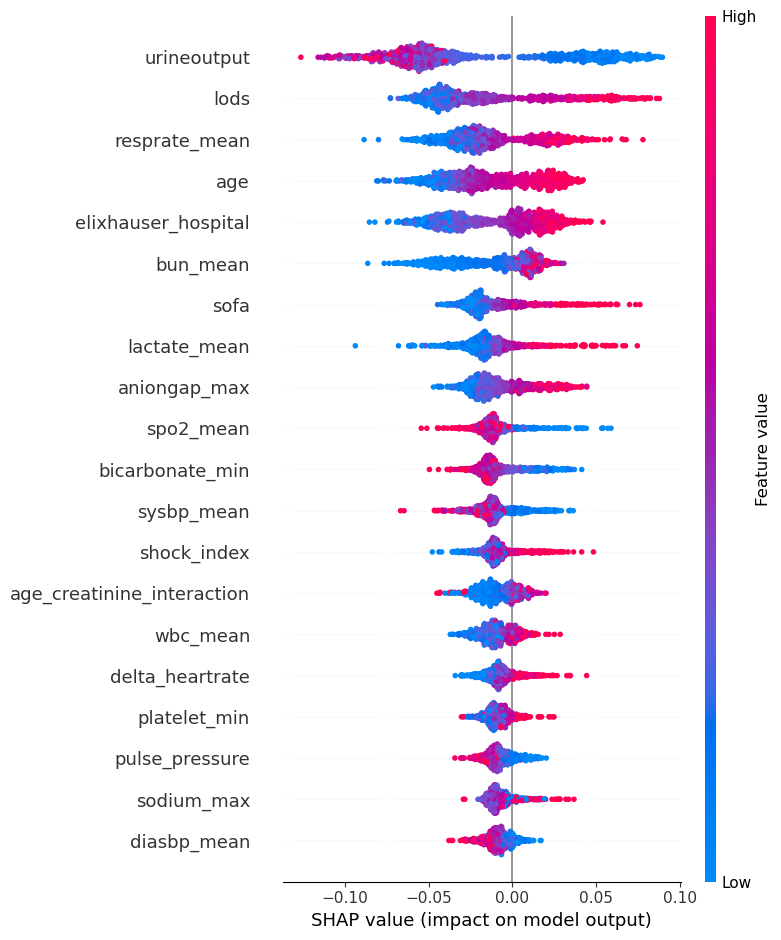 High
urineoutput
lods
resprate_mean
age
elixhauser_hospital
bun_mean
sofa
lactate_mean
aniongap_max
spo2_mean
bicarbonate_min
sysbp_mean
shock_index
age_creatinine_interaction
wbc_mean
delta_heartrate
platelet_min
pulse_pressure
sodium_max
diasbp_mean
Feature value
Low
−0.10 −0.05 0.00 0.05 0.10
SHAP value (impact on model output)